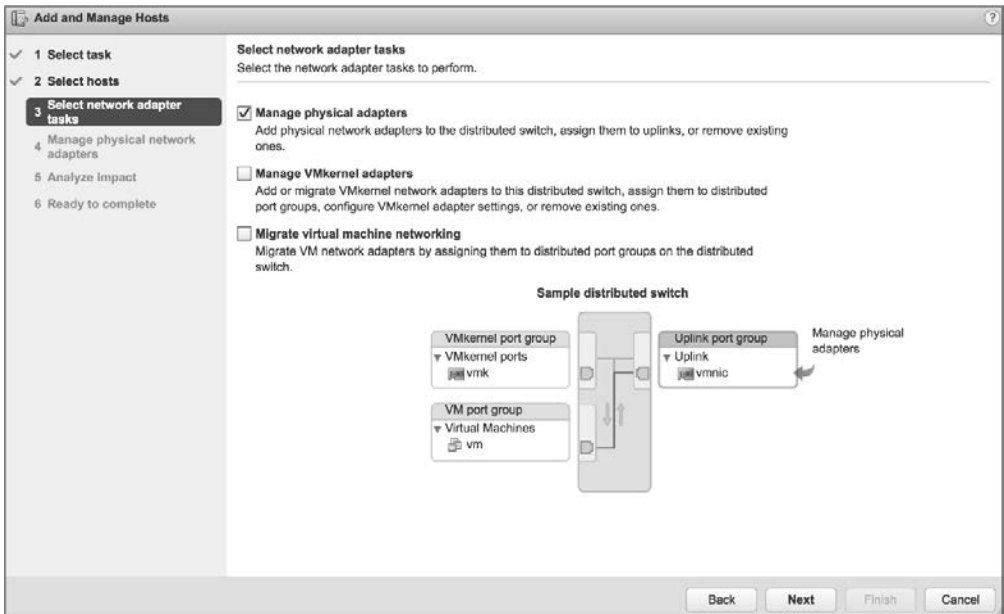 Add and Manage Hosts
?
1 Select task
2 Select hosts
3 Select network adapter
tasks
4 Manage physical network
adapters
5 Analyze impact
6 Ready to complete
Select network adapter tasks
Select the network adapter tasks to perform.
Manage physical adapters
Add physical network adapters to the distributed switch, assign them to uplinks, or remove existing
ones.
Manage VMkernel adapters
Add or migrate VMkernel network adapters to this distributed switch, assign them to distributed
port groups, configure VMkernel adapter settings, or remove existing ones.
Migrate virtual machine networking
Migrate VM network adapters by assigning them to distributed port groups on the distributed
switch.
Sample distributed switch
VMkernel port group
VMkernel ports
vmk
VM port group
Virtual Machines
vm
Uplink port group
Uplink
vmnic
Manage physical
adapters
Back
Next
Finish
Cancel